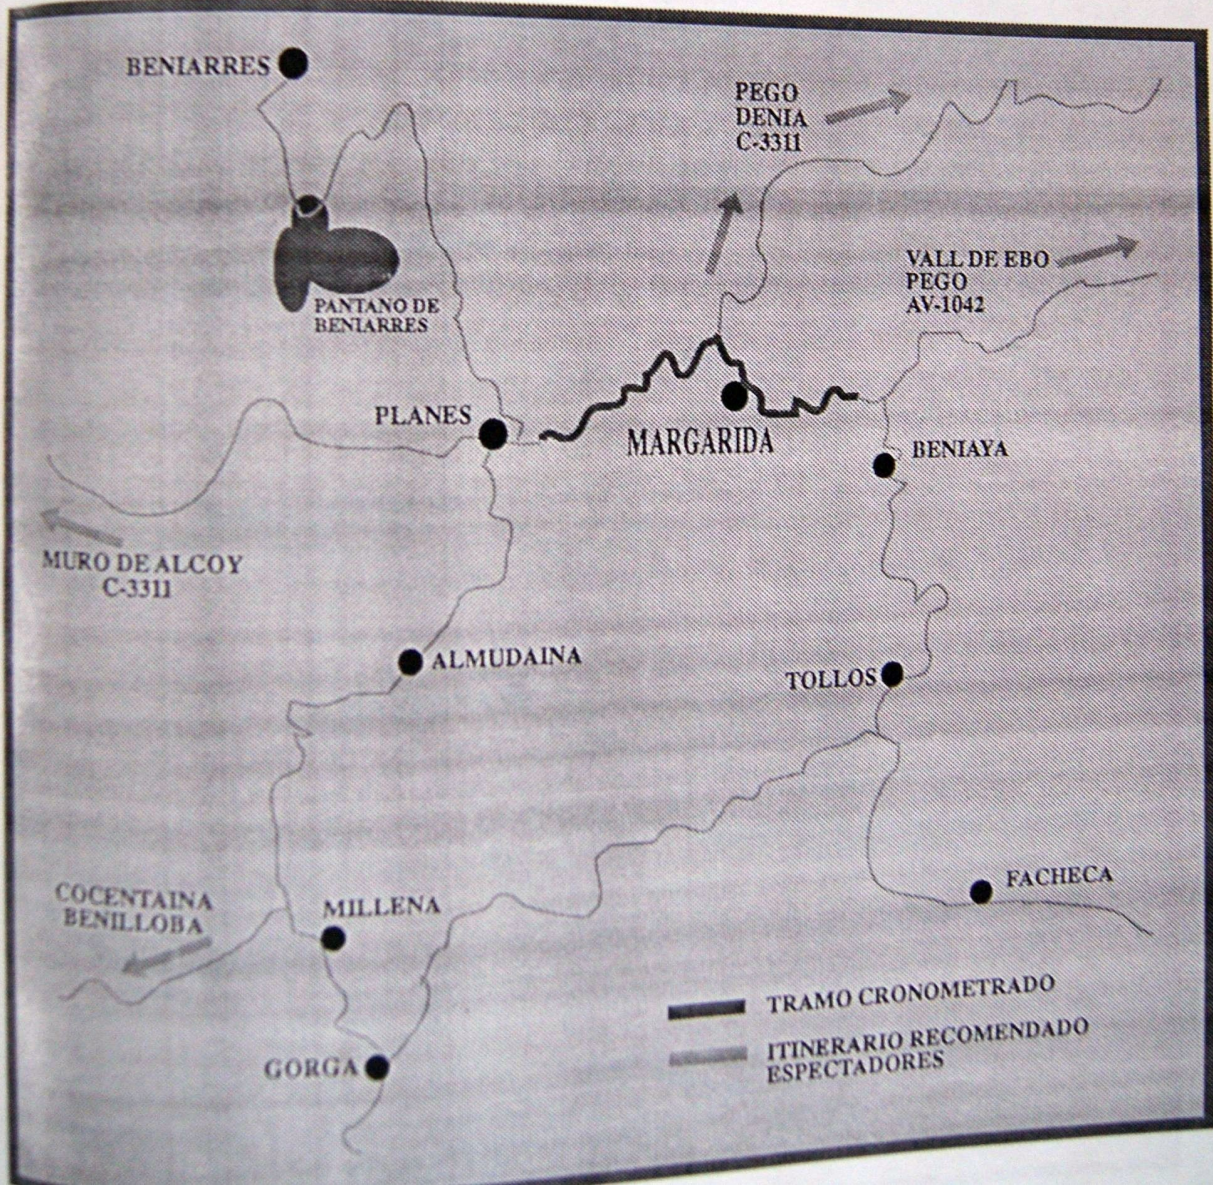 BENIARRES
PEGO
DENIA
C-3311
VALL DE EBO
PEGO
AV-1042
PANTANO DE
BENIARRES
PLANES
MARGARIDA
BENIAYA
MURO DE ALCOY
C-3311
ALMUDAINA
TOLLOS
FACHECA
COCENTAINA
BENILLOBA
MILLENA
GORGA
TRAMO CRONOMETRADO
ITINERARIO RECOMENDADO
ESPECTADORES